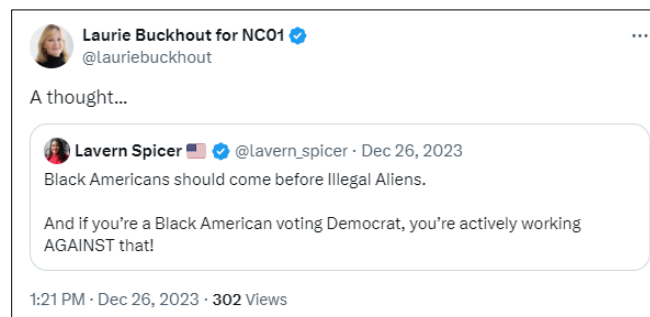 Laurie Buckhout for NC01
@lauriebuckhout
A thought...
Lavern Spicer 🇺🇸 @lavern_spicer · Dec 26, 2023
Black Americans should come before Illegal Aliens.
And if you're a Black American voting Democrat, you're actively working
AGAINST that!
1:21 PM · Dec 26, 2023 · 302 Views